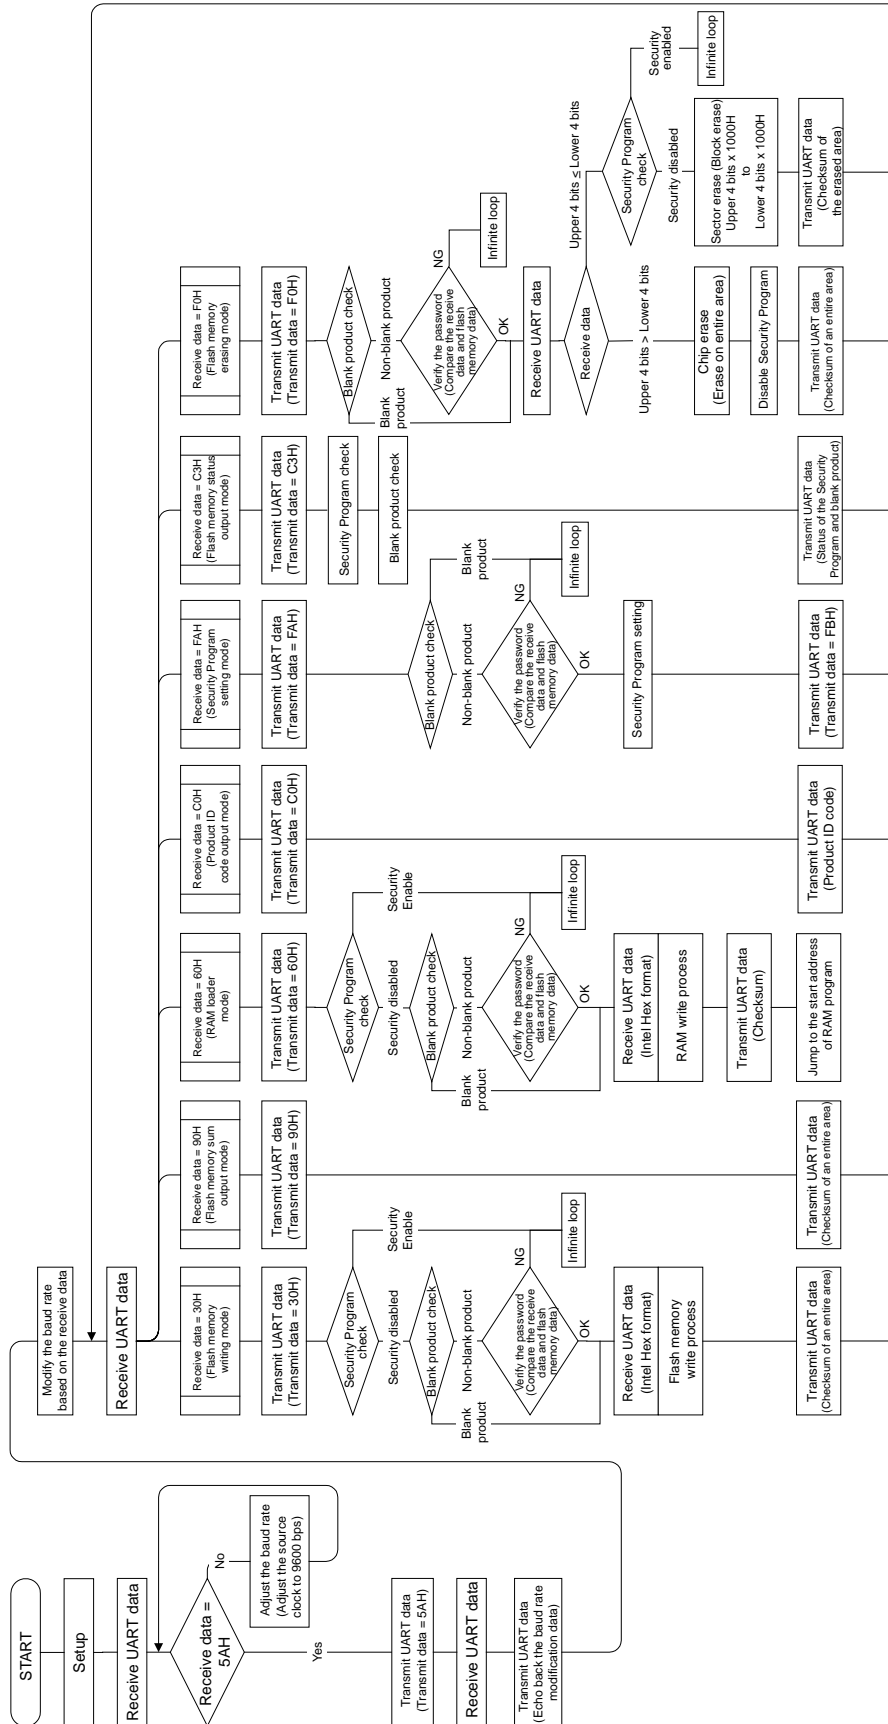 START
Setup
Receive UART data
Receive data =
5AH
No
Adjust the baud rate
(Adjust the source
clock to 9600 bps)
Yes
Transmit UART data
(Transmit data = 5AH)
Receive UART data
Transmit UART data
(Echo back the baud rate
modification data)
Modify the baud rate
based on the receive data
Receive UART data
Receive data = 30H
(Flash memory
writing mode)
Transmit UART data
(Transmit data = 30H)
Security Program
check
Security
Enable
Security disabled
Blank product check
Blank
product
Non-blank product
Verify the password
(Compare the receive
data and flash
memory data)
NG
Infinite loop
OK
Receive UART data
(Intel Hex format)
Flash memory
write process
Transmit UART data
(Checksum of an entire area)
Receive data = 90H
(Flash memory sum
output mode)
Transmit UART data
(Transmit data = 90H)
Transmit UART data
(Checksum of an entire area)
Receive data = 60H
(RAM loader
mode)
Transmit UART data
(Transmit data = 60H)
Security Program
check
Security
Enable
Security disabled
Blank product check
Blank
product
Non-blank product
Verify the password
(Compare the receive
data and flash
memory data)
NG
Infinite loop
OK
Receive UART data
(Intel Hex format)
RAM write process
Transmit UART data
(Checksum)
Jump to the start address
of RAM program
Receive data = C0H
(Product ID
code output mode)
Transmit UART data
(Transmit data = C0H)
Transmit UART data
(Product ID code)
Receive data = FAH
(Security Program
setting mode)
Transmit UART data
(Transmit data = FAH)
Blank product check
Blank
product
Non-blank product
Verify the password
(Compare the receive
data and flash
memory data)
NG
Infinite loop
OK
Security Program setting
Transmit UART data
(Transmit data = FBH)
Receive data = C3H
(Flash memory status
output mode)
Transmit UART data
(Transmit data = C3H)
Security Program check
Blank product check
Transmit UART data
(Status of the Security
Program and blank product)
Receive data = F0H
(Flash memory
erasing mode)
Transmit UART data
(Transmit data = F0H)
Blank product check
Blank
product
Non-blank product
Verify the password
(Compare the receive
data and flash
memory data)
NG
Infinite loop
OK
Receive UART data
Receive data
Upper 4 bits > Lower 4 bits
Chip erase
(Erase on entire area)
Disable Security Program
Transmit UART data
(Checksum of an entire area)
Upper 4 bits ≤ Lower 4 bits
Security Program
check
Security
enabled
Infinite loop
Security disabled
Sector erase (Block erase)
Upper 4 bits x 1000H
to
Lower 4 bits x 1000H
Transmit UART data
(Checksum of
the erased area)